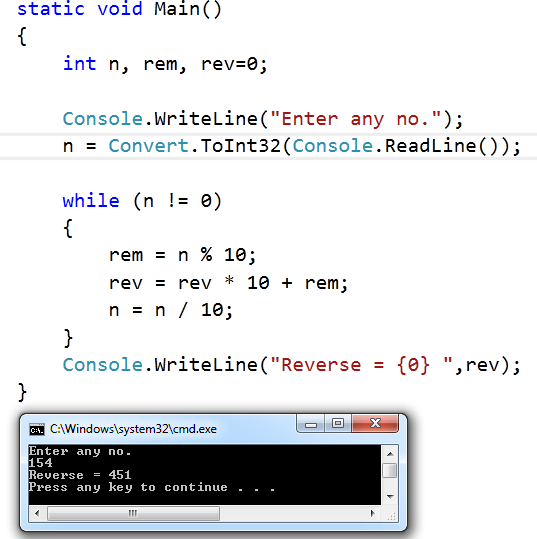 static void Main()
{
int n, rem, rev=0;
Console.WriteLine("Enter any no.");
n = Convert.ToInt32(Console.ReadLine());
while (n != 0)
{
rem = n % 10;
rev = rev * 10 + rem;
n = n / 10;
}
Console.WriteLine("Reverse = {0} ",rev);
}
C:\Windows\system32\cmd.exe
Enter any no.
154
Reverse = 451
Press any key to continue . . .